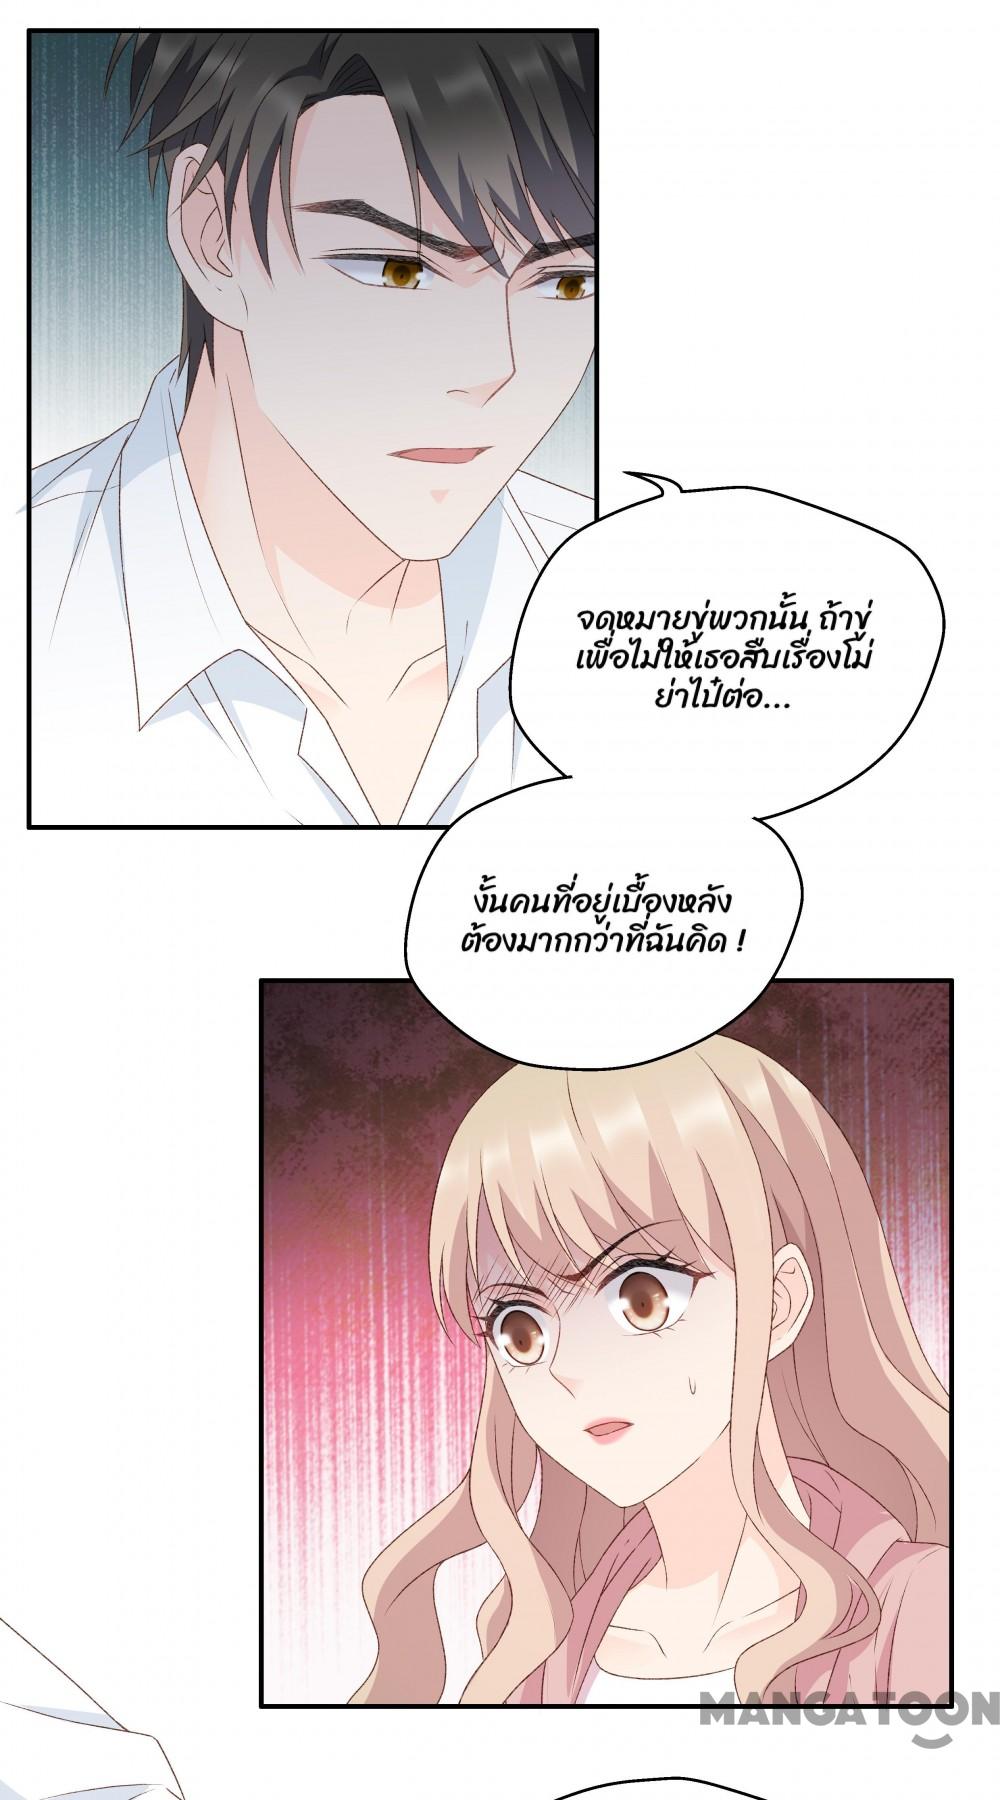 จดหมายขู่พวกนั้น ถ้าขู่
เพื่อไม่ให้เธอสืบเรื่องโม่
ย่าไป๋ต่อ...
งั้นคนที่อยู่เบื้องหลัง
ต้องมากกว่าที่ฉันคิด !
MANGATOON